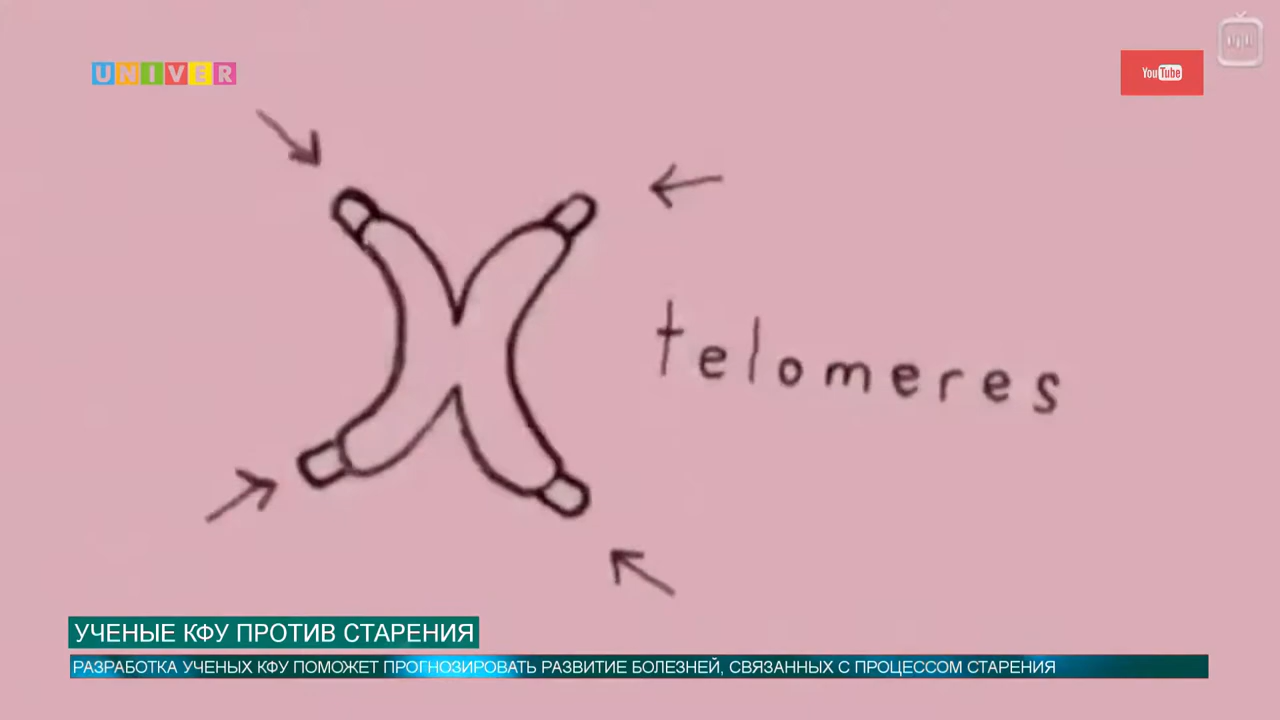 UNIVER
YouTube
telomeres
УЧЕНЫЕ КФУ ПРОТИВ СТАРЕНИЯ
РАЗРАБОТКА УЧЕНЫХ КФУ ПОМОЖЕТ ПРОГНОЗИРОВАТЬ РАЗВИТИЕ БОЛЕЗНЕЙ, СВЯЗАННЫХ С ПРОЦЕССОМ СТАРЕНИЯ